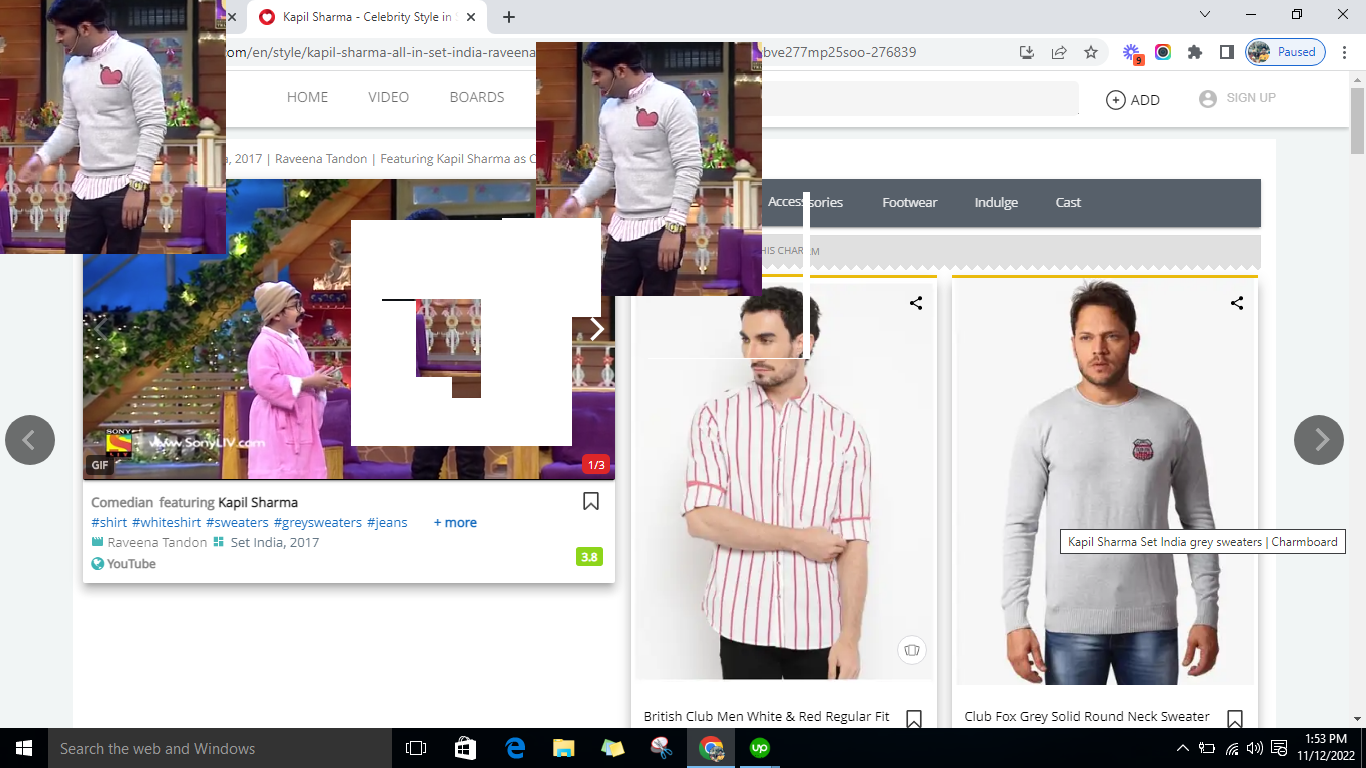 Kapil Sharma - Celebrity Style in
om/en/style/kapil-sharma-all-in-set-india-raveena
bve277mp25soo-276839
9
Paused
HOME VIDEO BOARDS
ADD
SIGN UP
, 2017 | Raveena Tandon | Featuring Kapil Sharma as C
Accessories Footwear Indulge Cast
HIS CHARM
SONY
LIV
www.SonyLIV.com
GIF
1/3
Comedian featuring Kapil Sharma
#shirt #whiteshirt #sweaters #greysweaters #jeans + more
Raveena Tandon Set India, 2017
3.8
YouTube
Kapil Sharma Set India grey sweaters | Charmboard
British Club Men White & Red Regular Fit
Club Fox Grey Solid Round Neck Sweater
Search the web and Windows
up
1:53 PM
11/12/2022